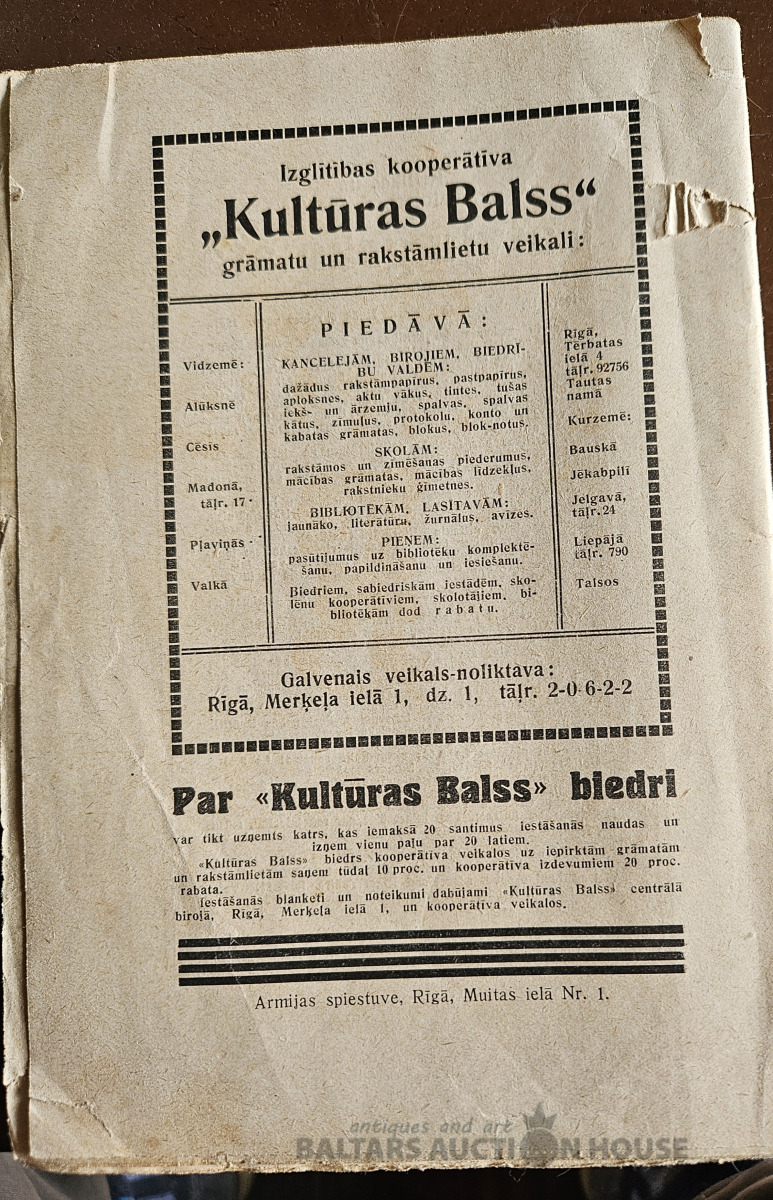 Izglītības kooperātīva
„Kultūras Balss“
grāmatu un rakstāmlietu veikali:
Vidzemē:
Alūksnē
Cēsīs
Madonā,
tāļr. 17
Pļaviņās
Valkā
PIEDĀVĀ:
KANCELEJĀM, BIROJIEM, BIEDRĪ-
BU VALDĒM:
dažādus rakstāmpapīrus, pastpapīrus,
aploksnes, aktu vākus, tintes, tušas
iekš- un ārzemju, spalvas, spalvas
kātus, zīmuļus, protokolu, konto un
kabatas grāmatas, blokus, blok-notus.
SKOLĀM:
rakstāmos un zīmēšanas piederumus,
mācības grāmatas, mācības līdzekļus,
rakstnieku ģīmetnes.
BIBLIOTĒKĀM, LASĪTAVĀM:
jaunāko, literātūru, žurnālus, avīzes.
PIEŅEM:
pasūtījumus uz bibliotēku komplektē-
šanu, papildināšanu un iesiešanu.
Biedriem, sabiedriskām iestādēm, sko-
lēnu kooperātīviem, skolotājiem, bi-
bliotēkām dod rabatu.
Rīgā,
Tērbatas
ielā 4
tāļr. 92756
Tautas
namā
Kurzemē:
Bauskā
Jēkabpilī
Jelgavā,
tāļr. 24
Liepājā
tāļr. 790
Talsos
Galvenais veikals-noliktava:
Rīgā, Merķeļa ielā 1, dz. 1, tāļr. 2-0-6-2-2
Par «Kultūras Balss» biedri
var tikt uzņemts katrs, kas iemaksā 20 santimus iestāšanās naudas un
izņem vienu paju par 20 latiem.
«Kultūras Balss» biedrs kooperātīva veikalos uz iepirktām grāmatām
un rakstāmlietām saņem tūdaļ 10 proc. un kooperātīva izdevumiem 20 proc.
rabata.
Iestāšanās blanketi un noteikumi dabūjami «Kultūras Balss» centrālā
birojā, Rīgā, Merķeļa ielā 1, un kooperātīva veikalos.
Armijas spiestuve, Rīgā, Muitas ielā Nr. 1.
antiques and art
BALTARS AUCTION HOUSE